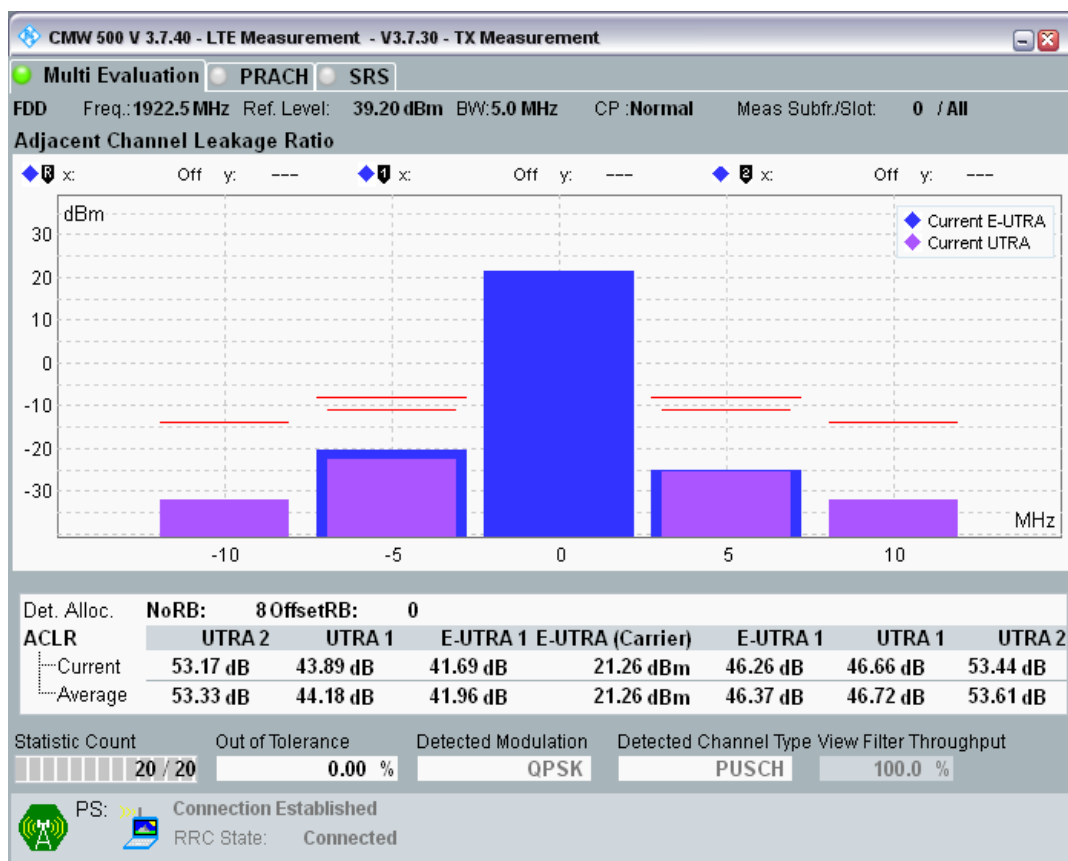 CMW 500 V 3.7.40 - LTE Measurement - V3.7.30 - TX Measurement
Multi Evaluation PRACH SRS
FDD Freq.: 1922.5 MHz Ref. Level: 39.20 dBm BW: 5.0 MHz CP : Normal Meas Subfr./Slot: 0 / All
Adjacent Channel Leakage Ratio
R x: Off y: --- 1 x: Off y: --- 2 x: Off y: ---
dBm
Current E-UTRA
Current UTRA
30
20
10
0
-10
-20
-30
MHz
-10 -5 0 5 10
Det. Alloc. NoRB: 8 OffsetRB: 0
ACLR UTRA 2 UTRA 1 E-UTRA 1 E-UTRA (Carrier) E-UTRA 1 UTRA 1 UTRA 2
Current 53.17 dB 43.89 dB 41.69 dB 21.26 dBm 46.26 dB 46.66 dB 53.44 dB
Average 53.33 dB 44.18 dB 41.96 dB 21.26 dBm 46.37 dB 46.72 dB 53.61 dB
Statistic Count Out of Tolerance Detected Modulation Detected Channel Type View Filter Throughput
20 / 20 0.00 % QPSK PUSCH 100.0 %
PS: Connection Established
RRC State: Connected